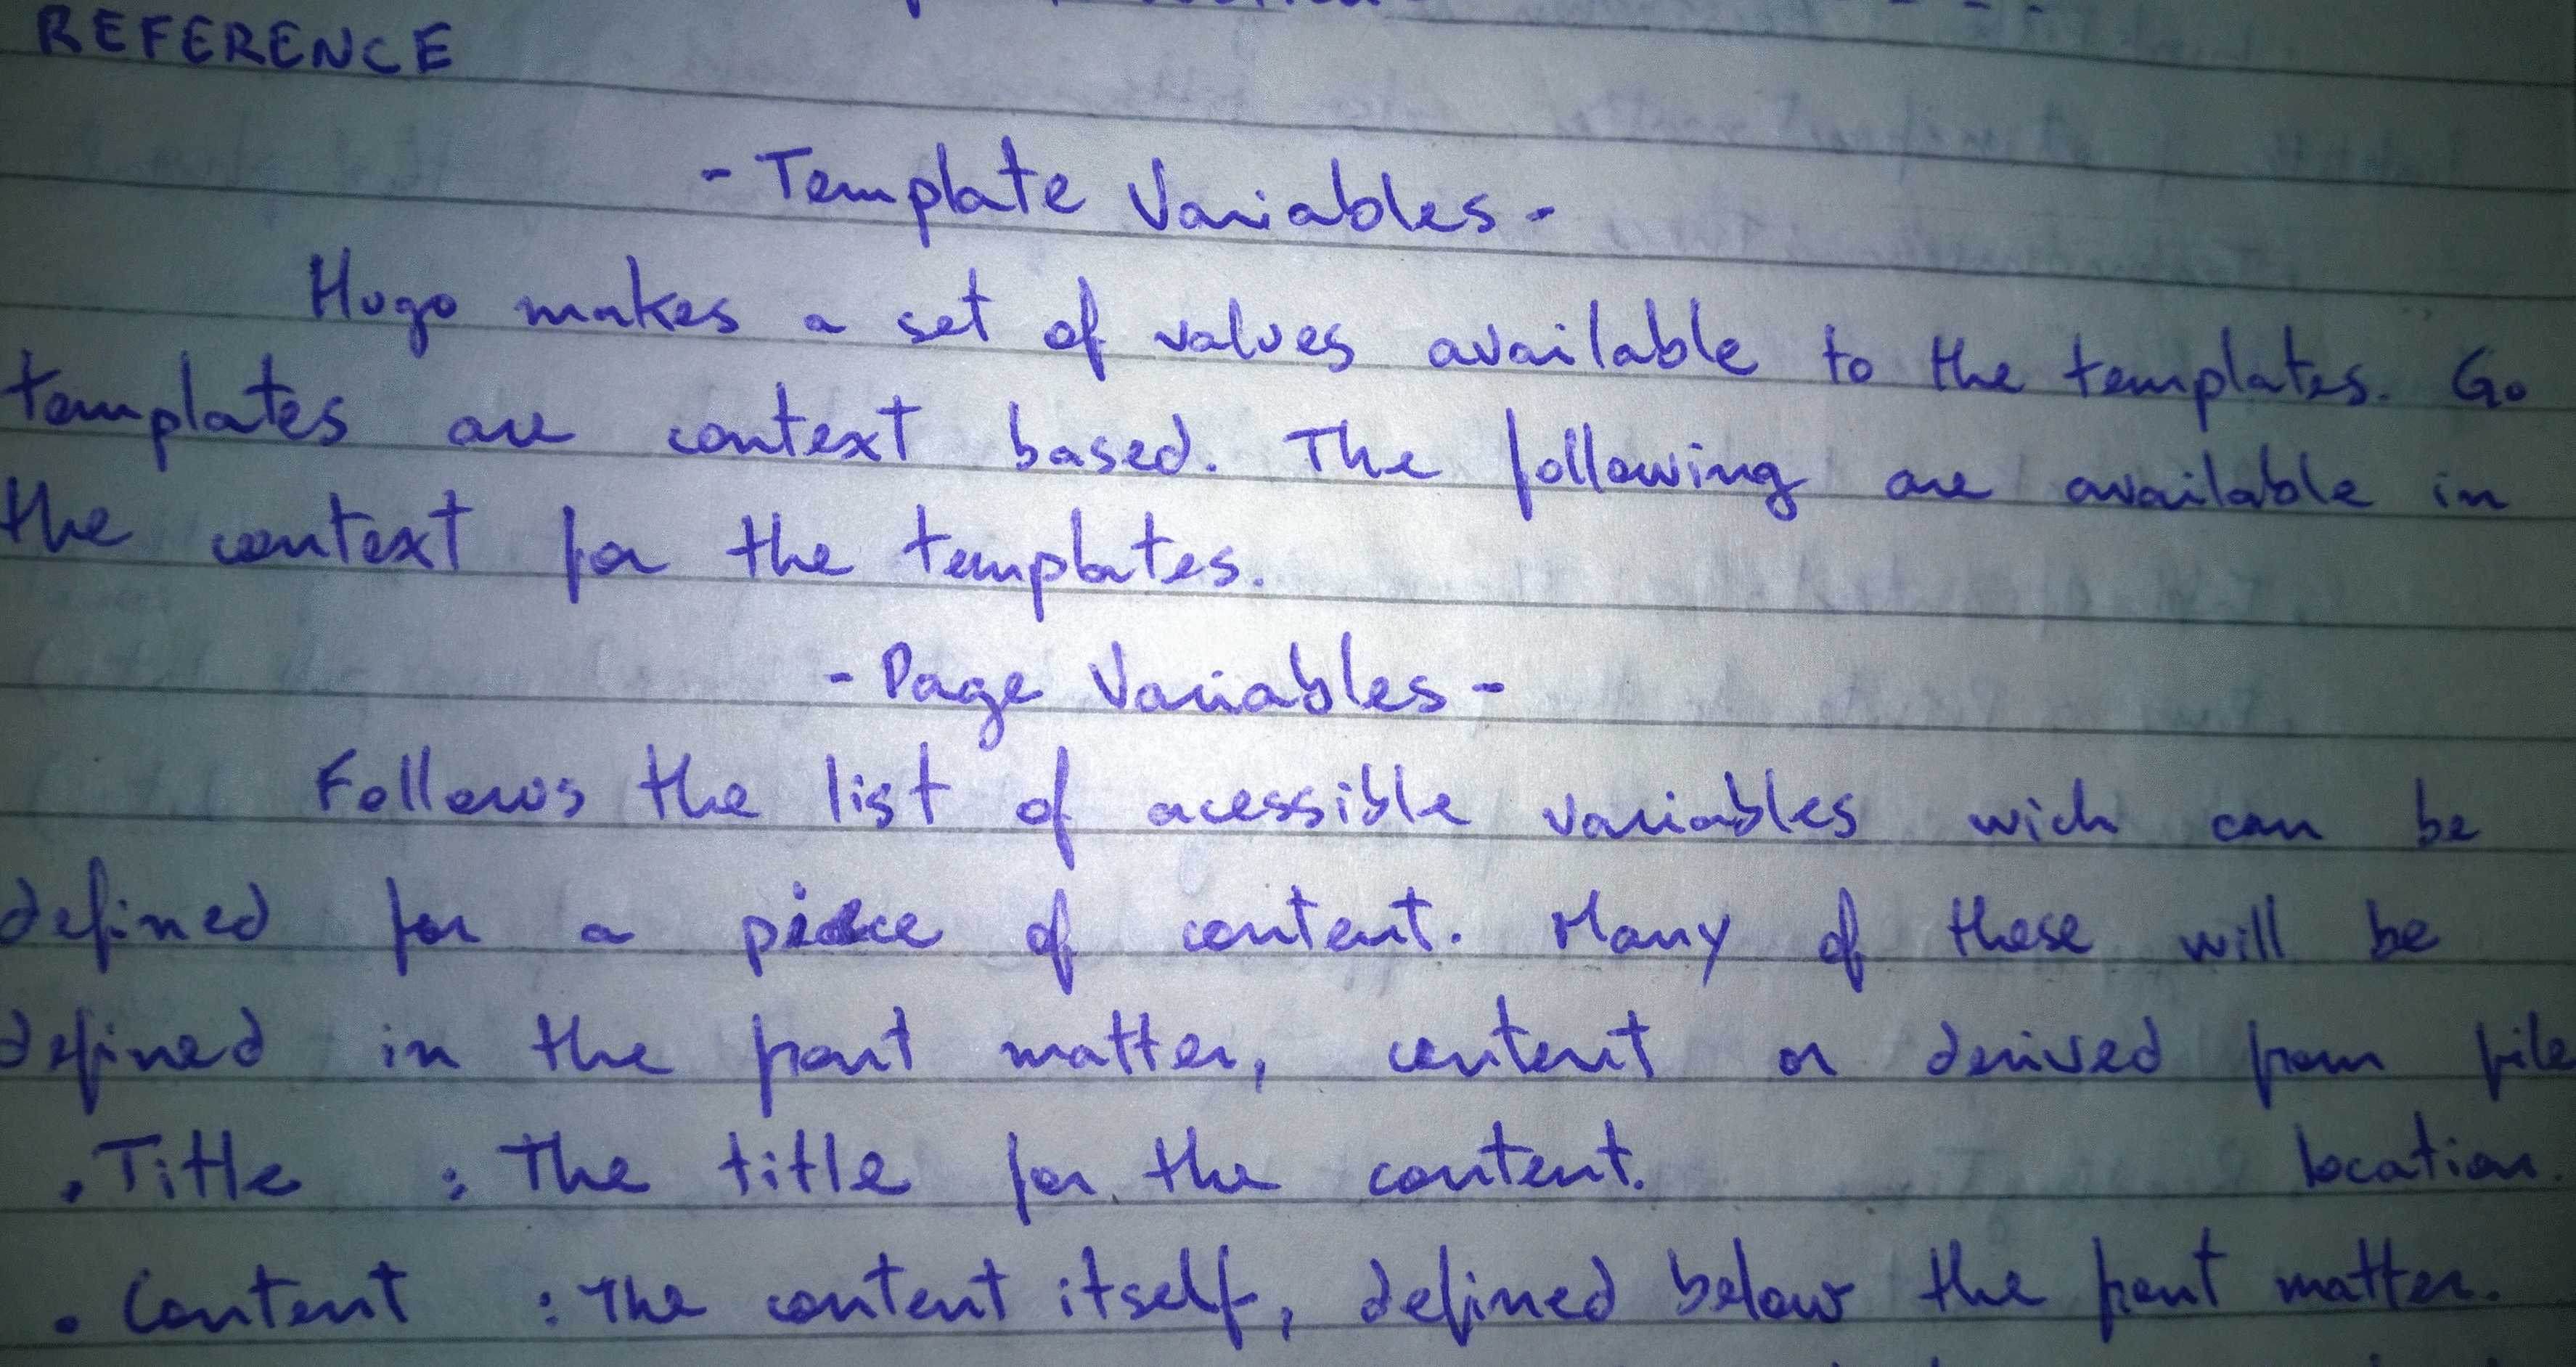 REFERENCE
- Template Variables -
Hugo makes a set of values available to the templates. Go
templates are context based. The following are available in
the context for the templates.
- Page Variables -
Follows the list of acessible variables wich can be
defined for a piece of content. Many of these will be
defined in the front matter, content or derived from file
location.
.Title : The title for the content.
.Content : The content itself, defined below the front matter.